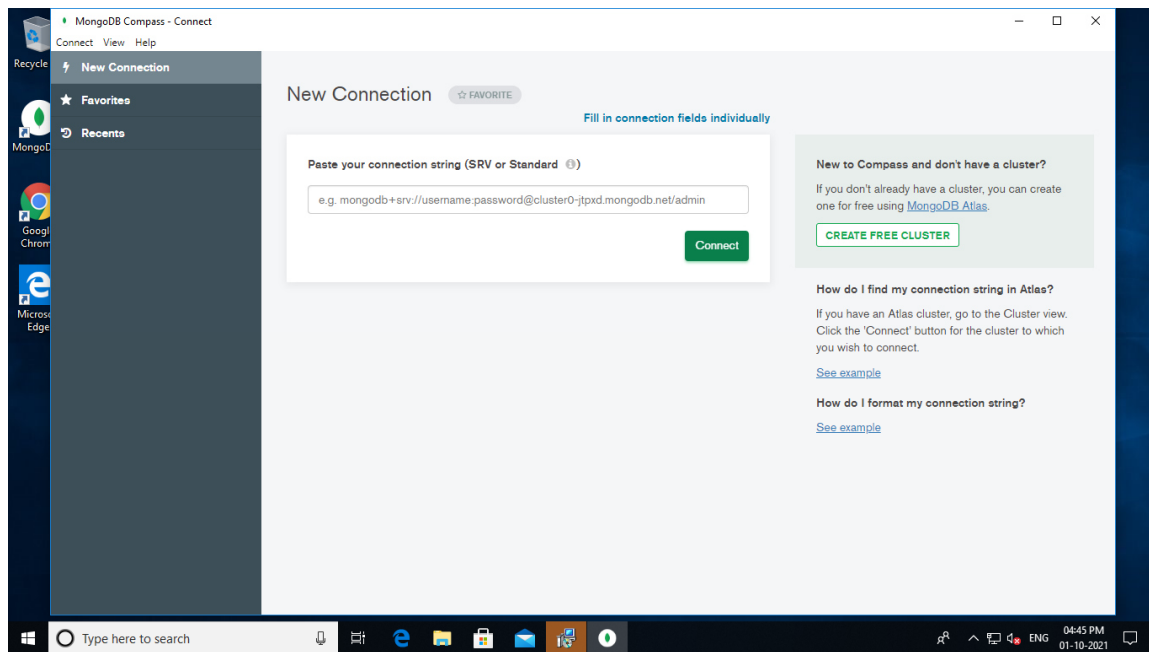 MongoDB Compass - Connect
Connect View Help
Recycle
MongoD
Googl
Chrom
Micros
Edge
New Connection
Favorites
Recents
New Connection
FAVORITE
Fill in connection fields individually
Paste your connection string (SRV or Standard i)
e.g. mongodb+srv://username:password@cluster0-jtpxd.mongodb.net/admin
Connect
New to Compass and don't have a cluster?
If you don't already have a cluster, you can create
one for free using MongoDB Atlas.
CREATE FREE CLUSTER
How do I find my connection string in Atlas?
If you have an Atlas cluster, go to the Cluster view.
Click the 'Connect' button for the cluster to which
you wish to connect.
See example
How do I format my connection string?
See example
Type here to search
ENG
04:45 PM
01-10-2021